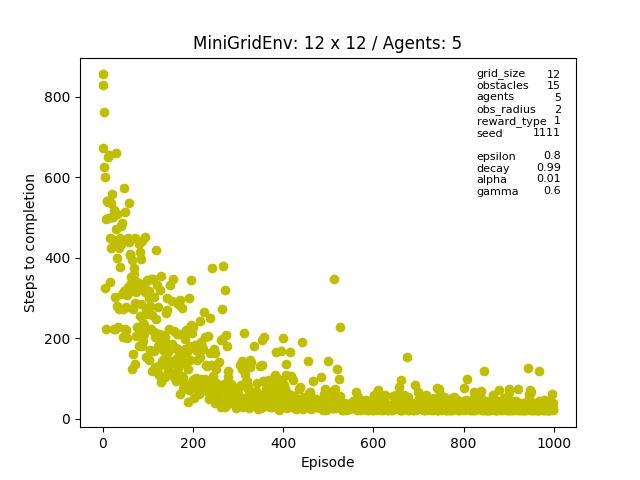 MiniGridEnv: 12 x 12 / Agents: 5
grid_size 12
obstacles 15
agents 5
obs_radius 2
reward_type 1
seed 1111
epsilon 0.8
decay 0.99
alpha 0.01
gamma 0.6
Steps to completion
800
600
400
200
0
0 200 400 600 800 1000
Episode